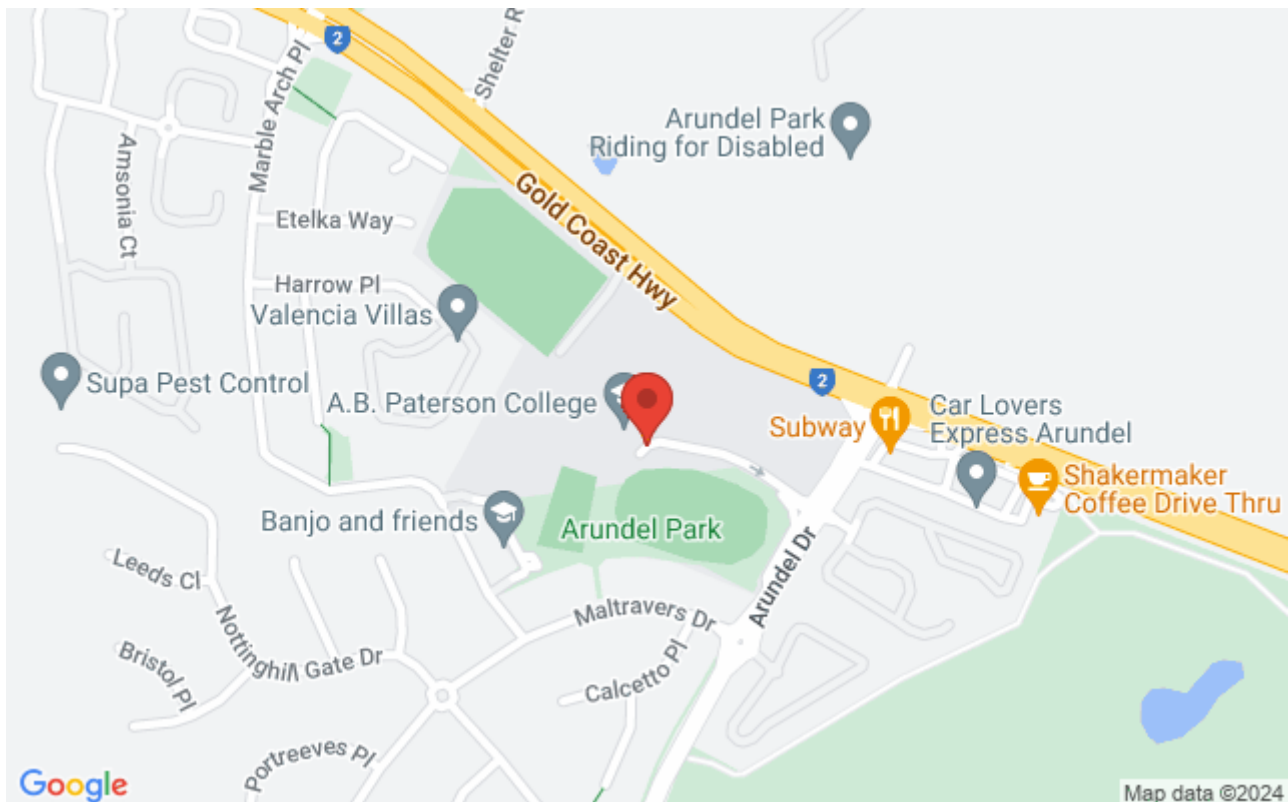 2
Shelter R
Marble Arch Pl
Arundel Park
Riding for Disabled
Amsonia Ct
Gold Coast Hwy
Etelka Way
Harrow Pl
Valencia Villas
Supa Pest Control
A.B. Paterson College
2
Subway
Car Lovers
Express Arundel
Shakermaker
Coffee Drive Thru
Banjo and friends
Arundel Park
Arundel Dr
Leeds Cl
Maltravers Dr
Nottinghill Gate Dr
Bristol Pl
Calcetto Pl
Portreeves Pl
Google
Map data ©2024